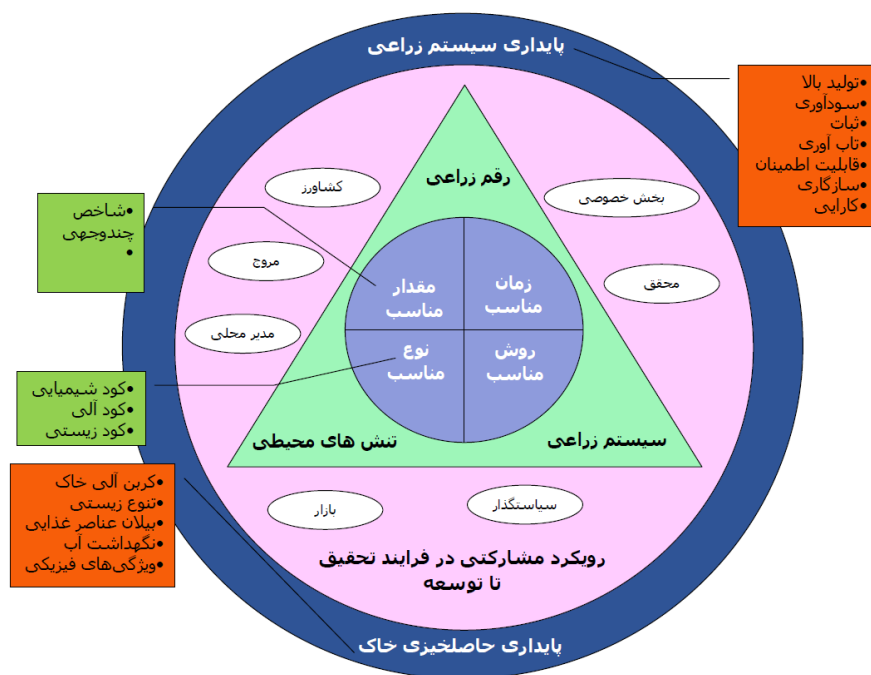 پایداری سیستم زراعی
•تولید بالا
•سودآوری
•ثبات
•تاب آوری
•قابلیت اطمینان
•سازگاری
•کارایی
رقم زراعی
کشاورز
بخش خصوصی
•شاخص
چندوجهی
•
مروج
محقق
زمان
مناسب
مقدار
مناسب
مدیر محلی
روش
مناسب
نوع
مناسب
•کود شیمیایی
•کود آلی
•کود زیستی
سیستم زراعی
تنش های محیطی
•کربن آلی خاک
•تنوع زیستی
•بیلان عناصر غذایی
•نگهداشت آب
•ویژگی‌های فیزیکی
سیاستگذار
بازار
رویکرد مشارکتی در فرایند تحقیق
تا توسعه
پایداری حاصلخیزی خاک